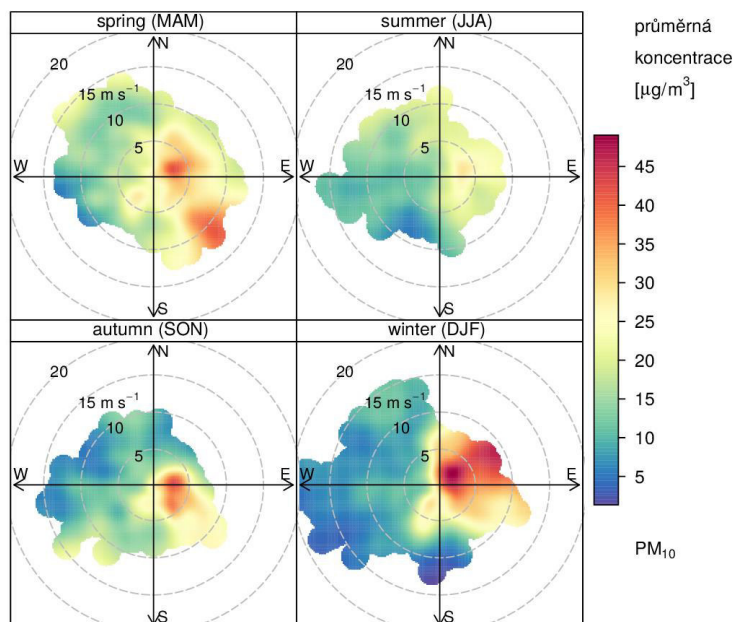 spring (MAM)
N
20
15 m s⁻¹
10
5
W
E
S
summer (JJA)
N
20
15 m s⁻¹
10
5
W
E
S
autumn (SON)
N
20
15 m s⁻¹
10
5
W
E
S
winter (DJF)
N
20
15 m s⁻¹
10
5
W
E
S
průměrná
koncentrace
[µg/m³]
45
40
35
30
25
20
15
10
5
PM₁₀